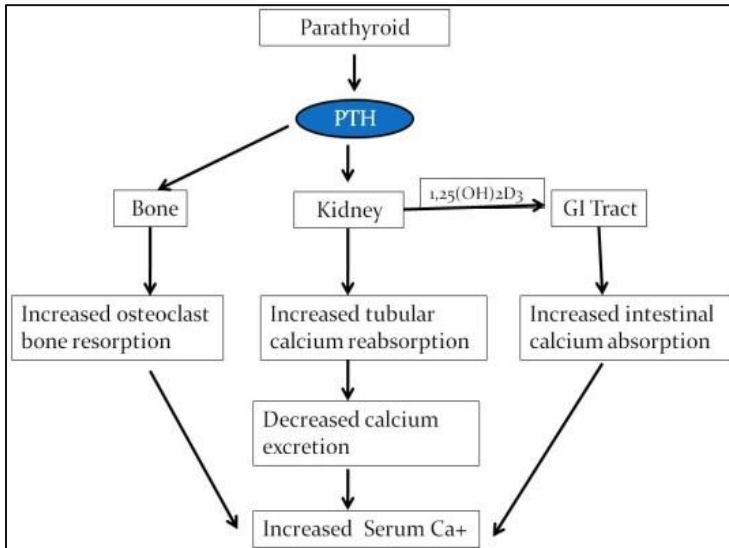 Parathyroid
PTH
1,25(OH)2D3
Bone
Kidney
GI Tract
Increased osteoclast
bone resorption
Increased tubular
calcium reabsorption
Increased intestinal
calcium absorption
Decreased calcium
excretion
Increased Serum Ca+